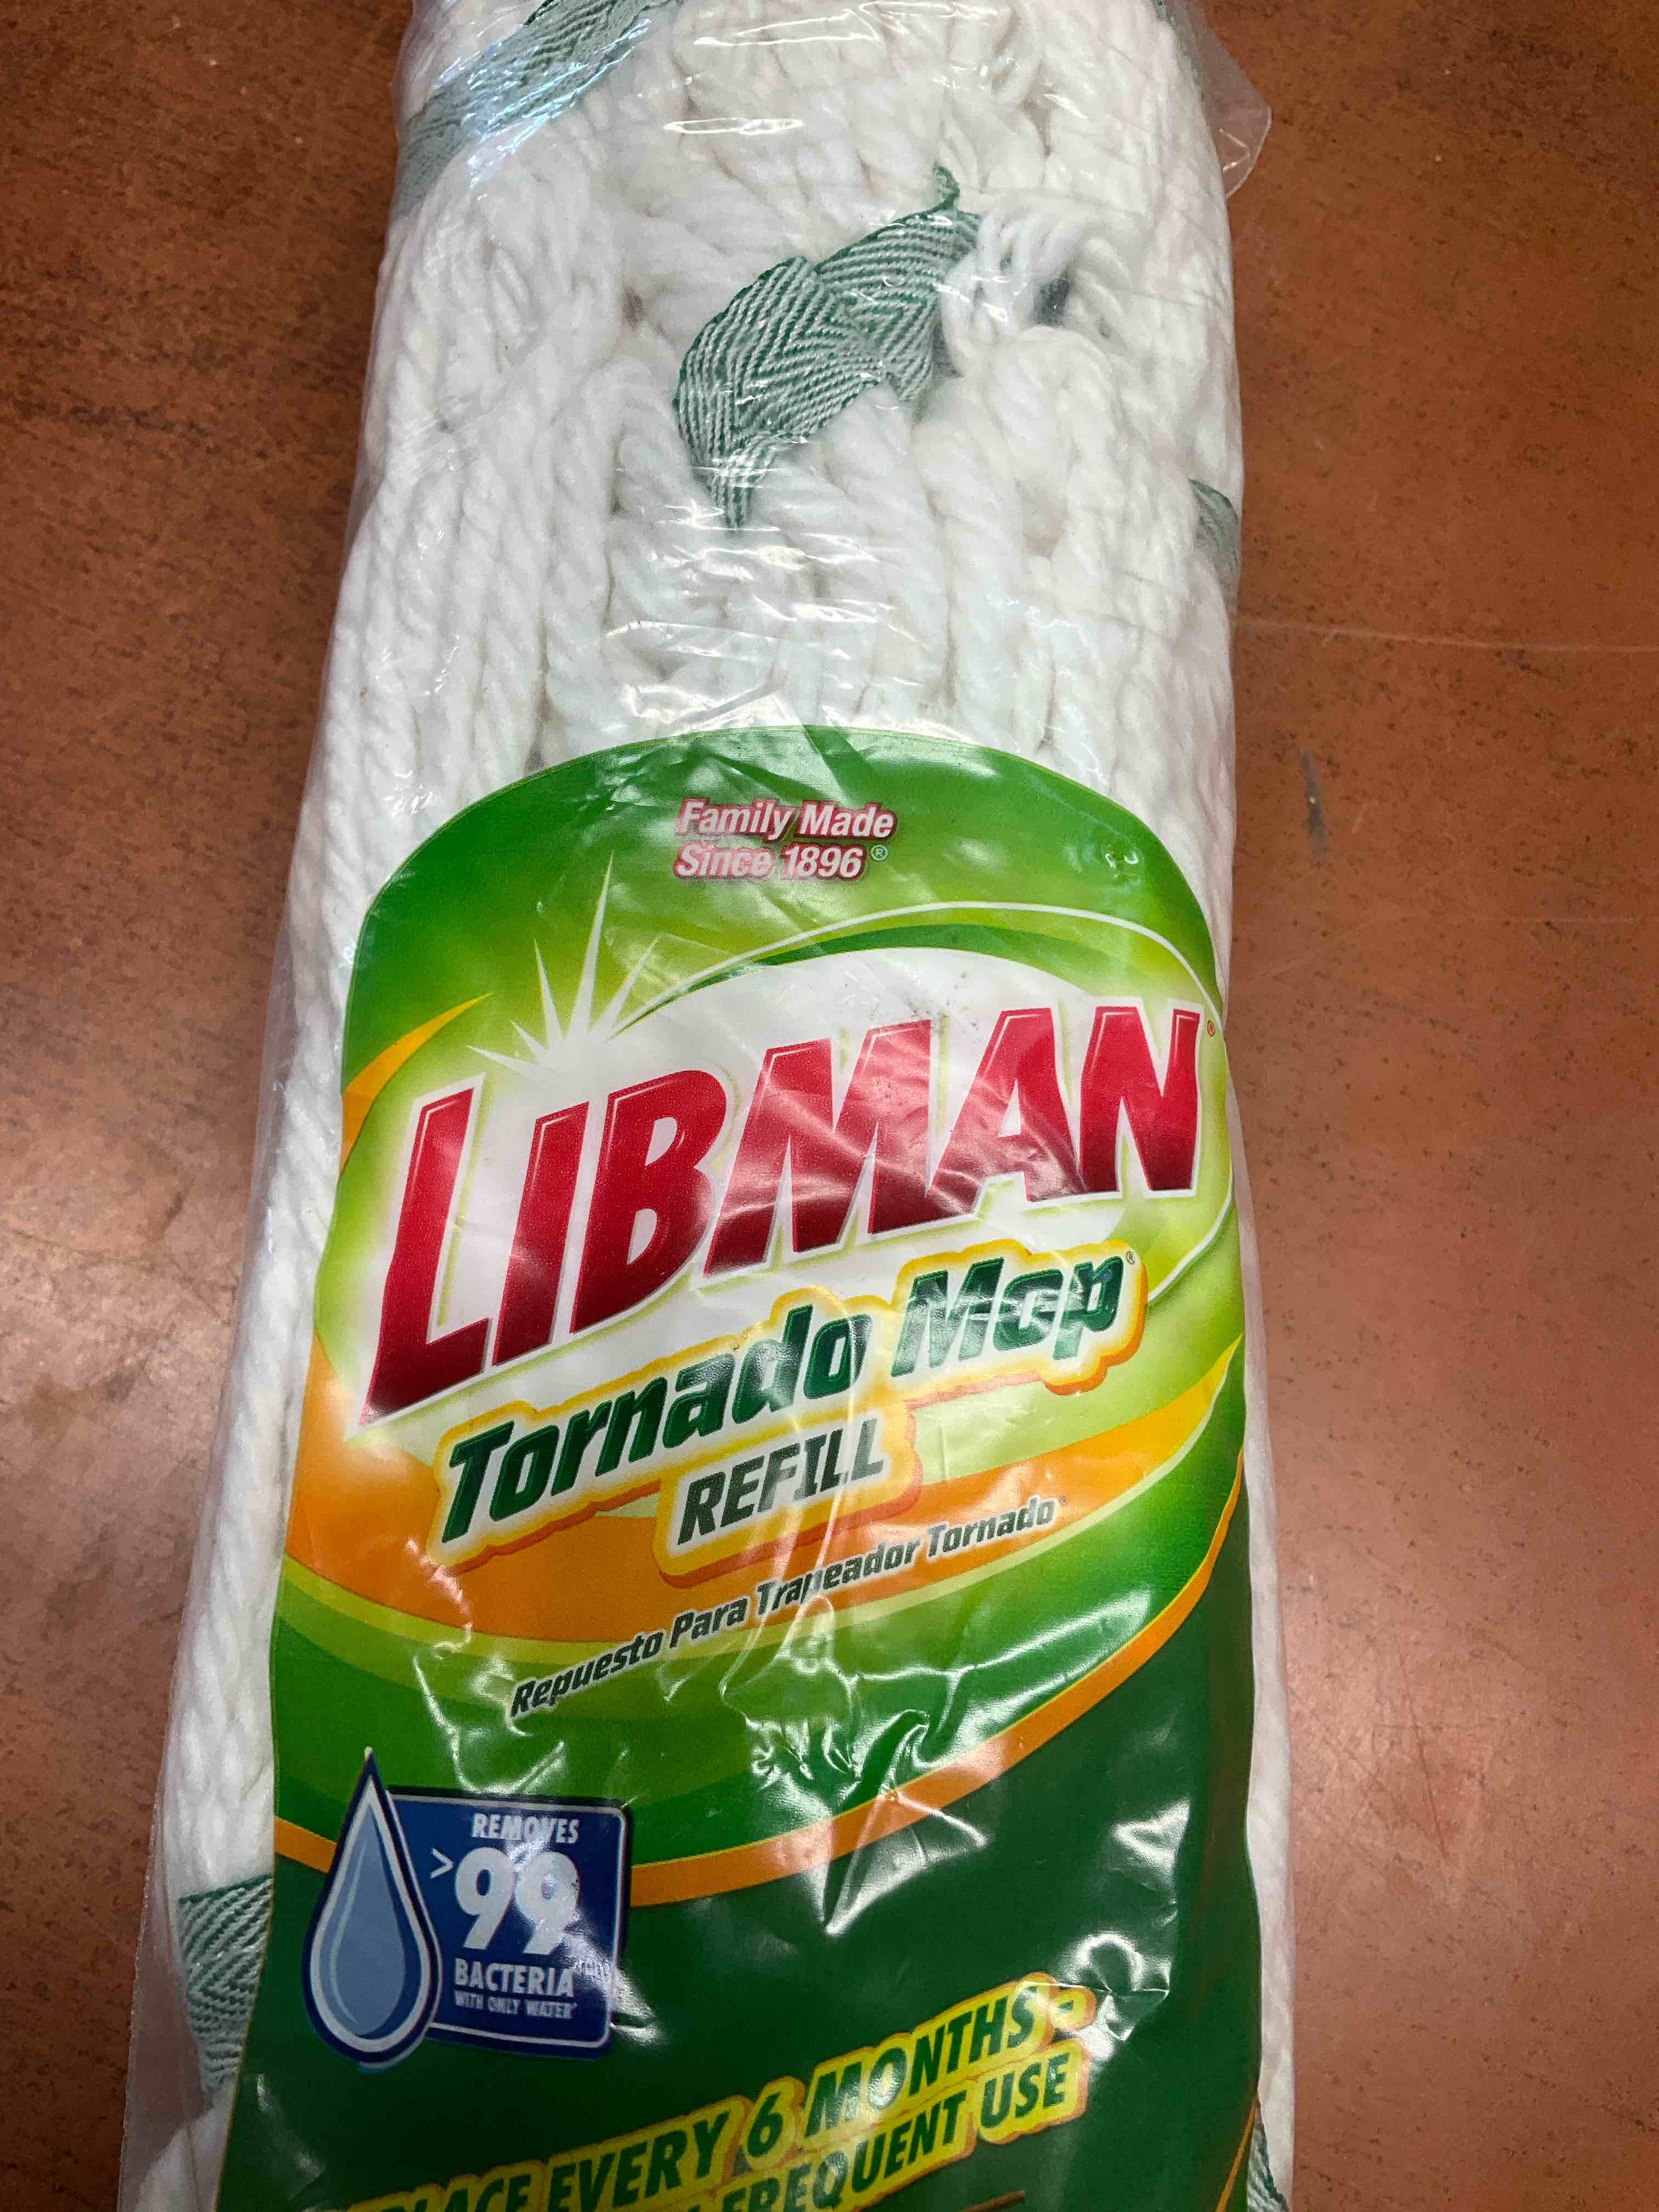 Family Made
Since 1896®
LIBMAN®
Tornado Mop®
REFILL
Repuesto Para Trapeador Tornado®
REMOVES
>99
BACTERIA
WITH ONLY WATER*
EVERY 6 MONTHS -
FREQUENT USE